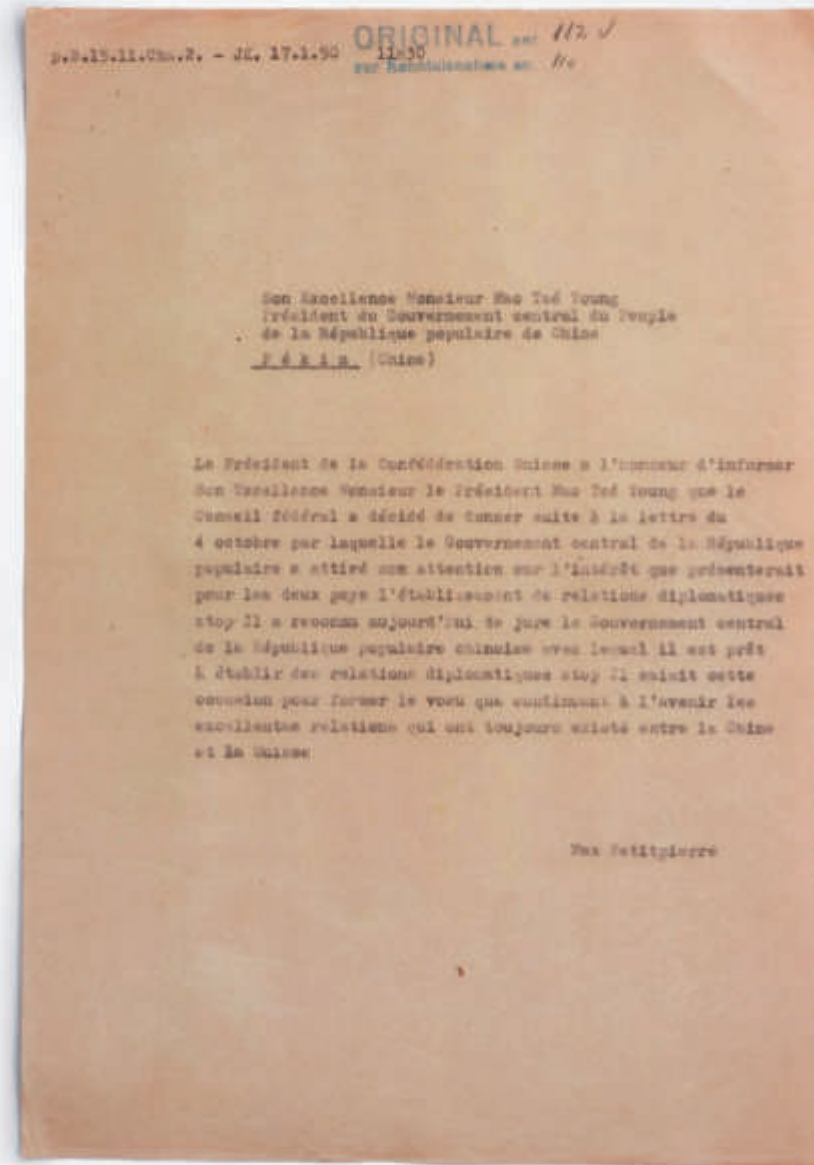 p.B.15.11.Chn.2. - JK. 17.1.50 11-30
ORIGINAL 112
Son Excellence Monsieur Mao Tsé Toung
Président du Gouvernement central du Peuple
de la République populaire de Chine
Pékin (Chine)
Le Président de la Confédération Suisse a l'honneur d'informer
Son Excellence Monsieur le Président Mao Tsé Toung que le
Conseil fédéral a décidé de donner suite à la lettre du
4 octobre par laquelle le Gouvernement central de la République
populaire a attiré son attention sur l'intérêt que présenterait
pour les deux pays l'établissement de relations diplomatiques
stop Il a reconnu aujourd'hui de jure le Gouvernement central
de la République populaire chinoise avec lequel il est prêt
à établir des relations diplomatiques stop Il saisit cette
occasion pour former le voeu que continuent à l'avenir les
excellentes relations qui ont toujours existé entre la Chine
et la Suisse
Max Petitpierre